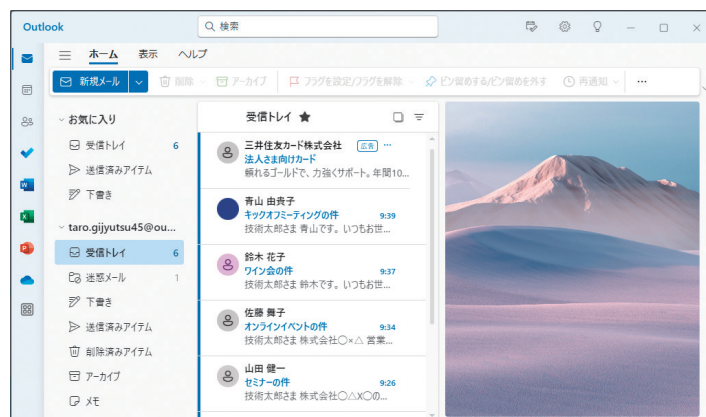 Outlook
検索
ホーム 表示 ヘルプ
新規メール 削除 アーカイブ フラグを設定/フラグを解除 ピン留めする/ピン留めを外す 再通知 ...
お気に入り
受信トレイ 6
送信済みアイテム
下書き
taro.gijyutsu45@ou...
受信トレイ 6
迷惑メール 1
下書き
送信済みアイテム
削除済みアイテム
アーカイブ
メモ
受信トレイ ★
三井住友カード株式会社 広告 ...
法人さま向けカード
頼れるゴールドで、力強くサポート。年間10...
青山 由貴子
キックオフミーティングの件 9:39
技術太郎さま 青山です。いつもお世...
鈴木 花子
ワイン会の件 9:37
技術太郎さま 鈴木です。いつもお世...
佐藤 舞子
オンラインイベントの件 9:34
技術太郎さま 株式会社〇×△ 営業...
山田 健一
セミナーの件 9:26
技術太郎さま 株式会社〇△X〇の...